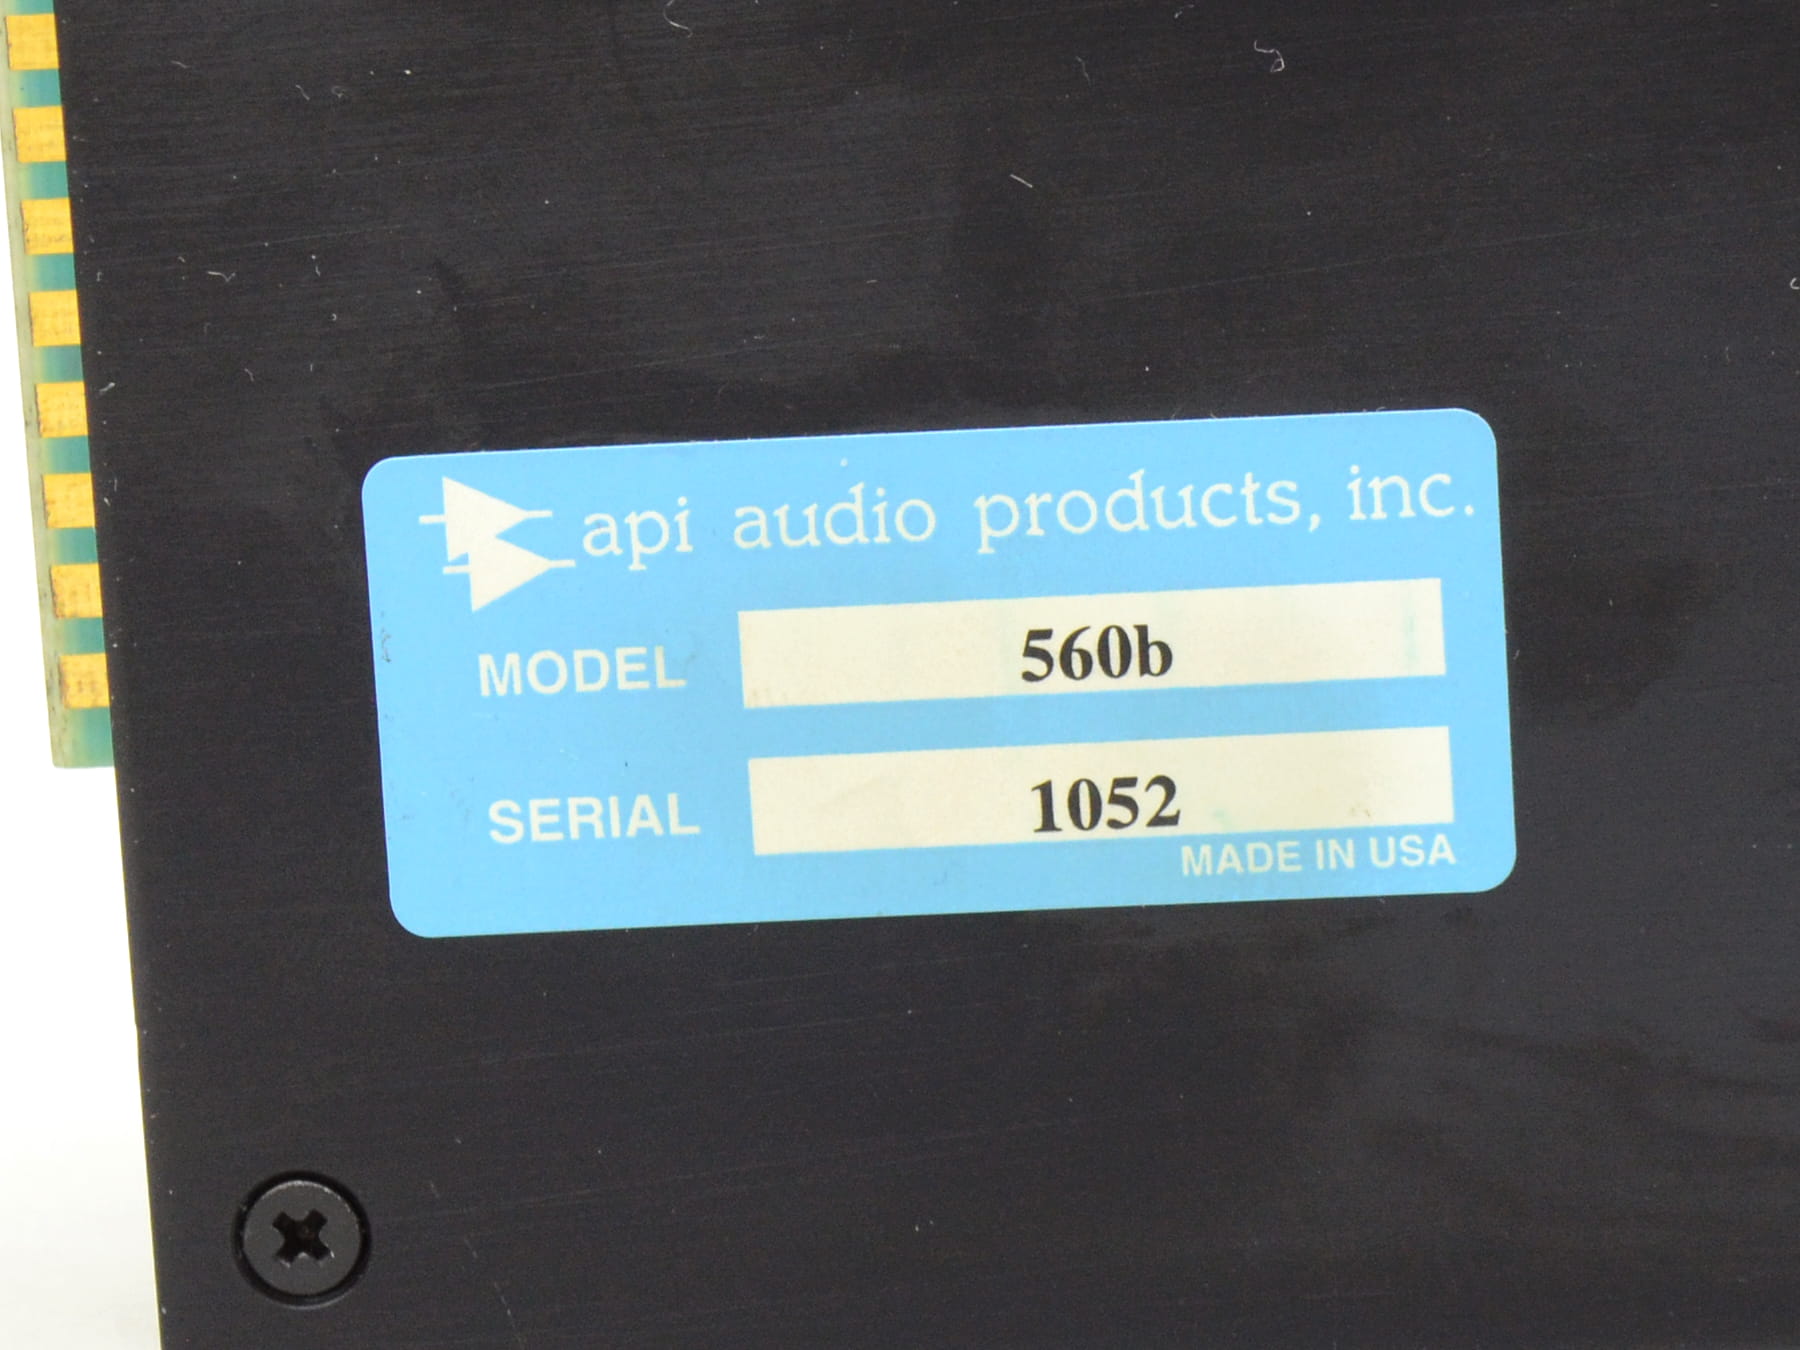 api audio products, inc.
MODEL 560b
SERIAL 1052
MADE IN USA